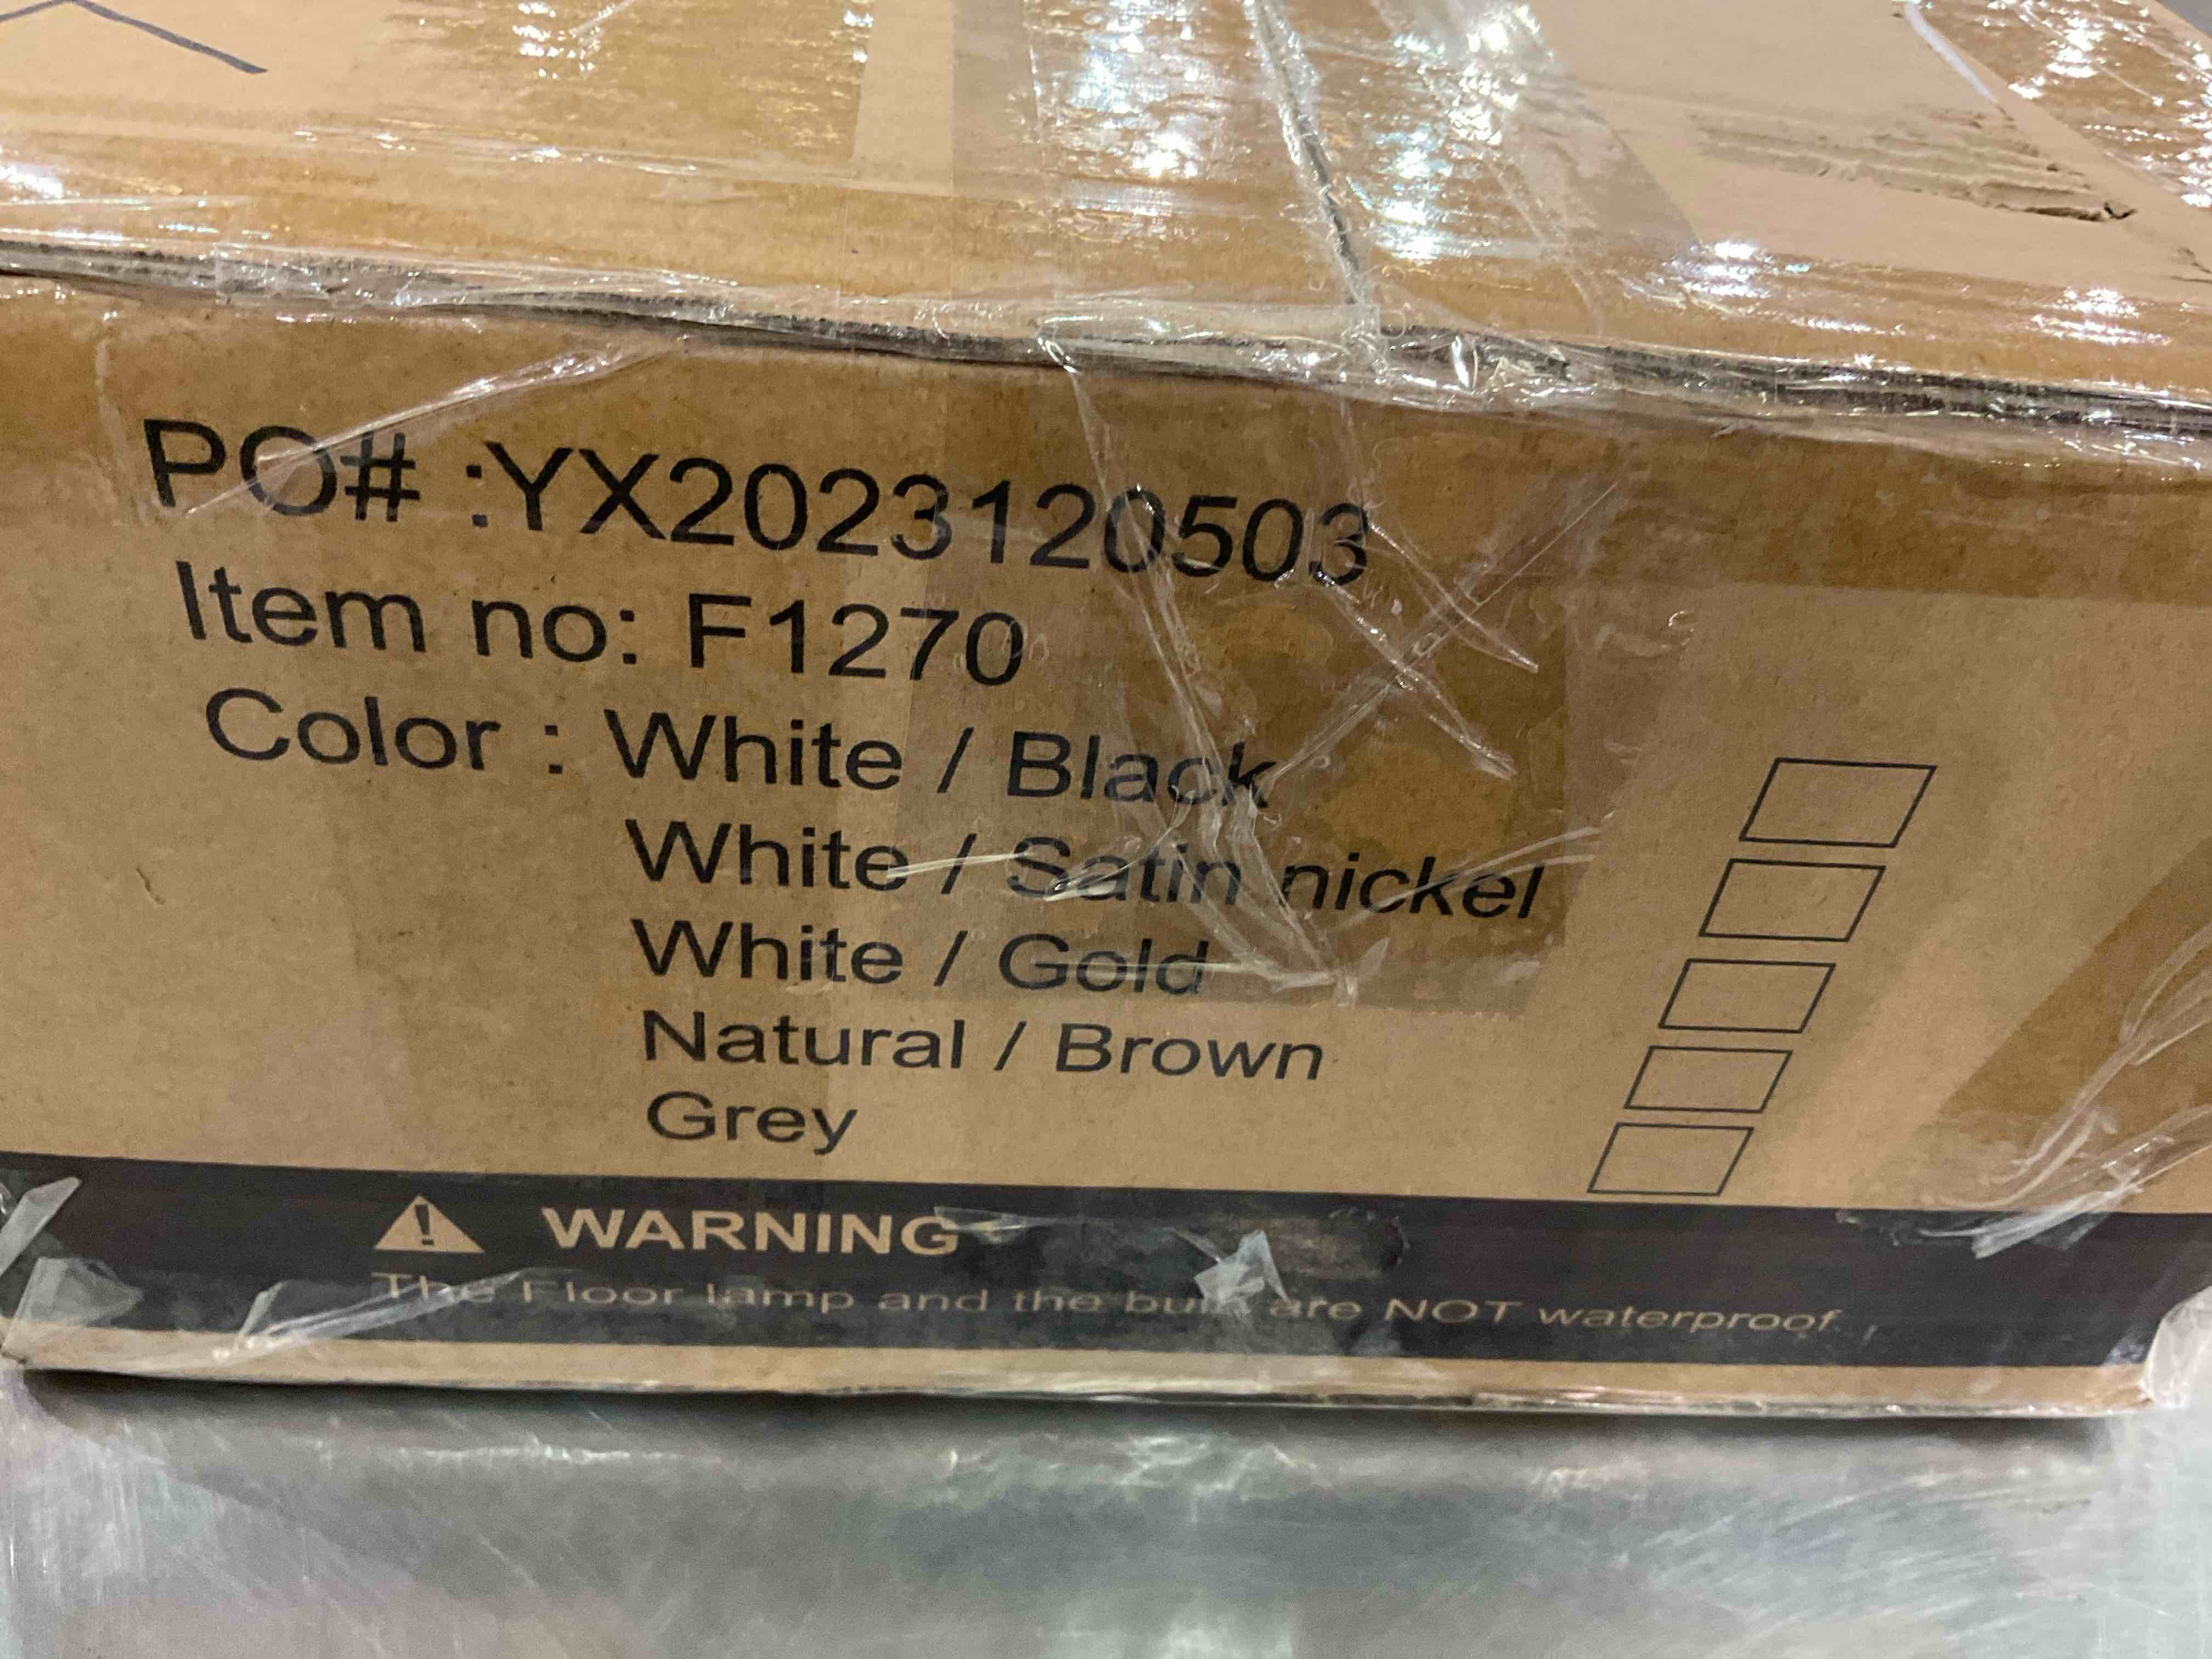 PO# :YX2023120503
Item no: F1270
Color : White / Black
White / Satin nickel
White / Gold
Natural / Brown
Grey
WARNING
The Floor lamp and the bulb are NOT waterproof.